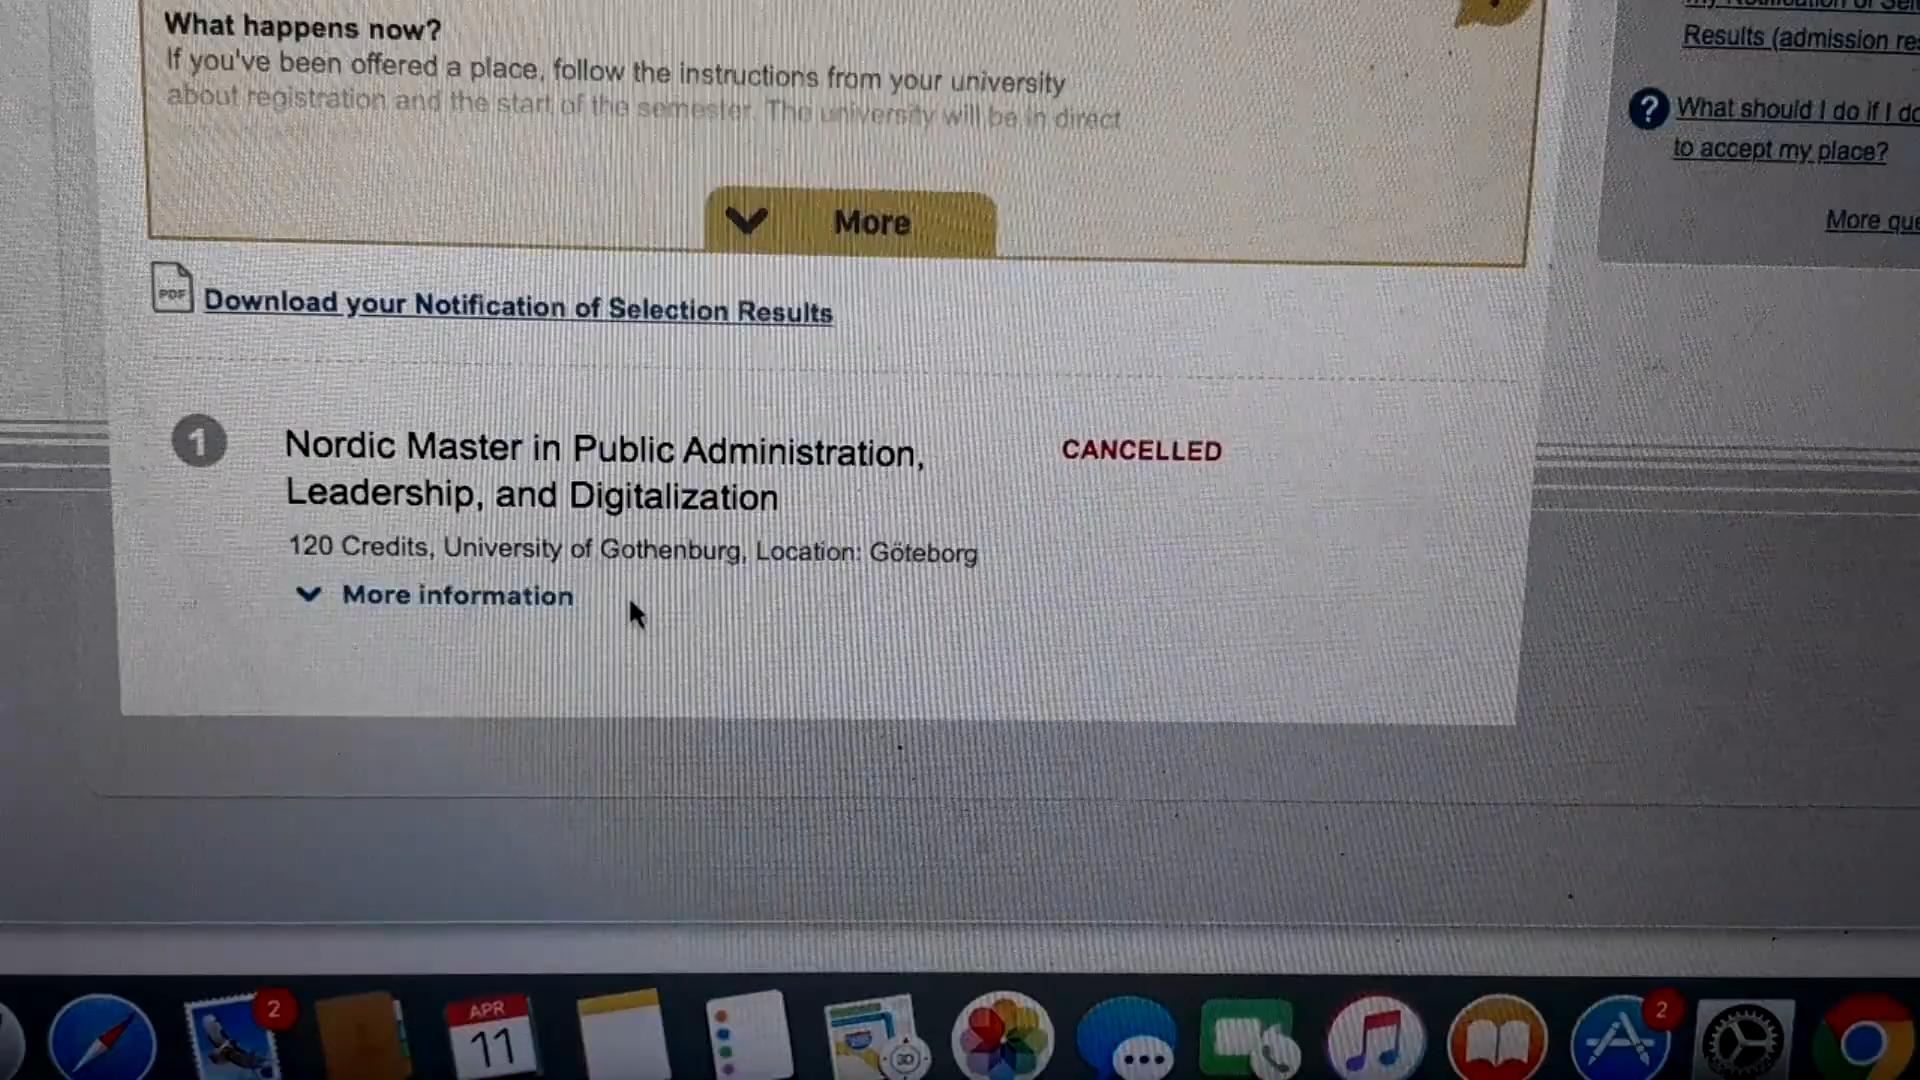 What happens now?
If you've been offered a place, follow the instructions from your university
about registration and the start of the semester. The university will be in direct
More
PDF
Download your Notification of Selection Results
1
Nordic Master in Public Administration,
Leadership, and Digitalization
CANCELLED
120 Credits, University of Gothenburg, Location: Göteborg
More information
Results (admission
? What should I do if I
to accept my place?
More
2
APR
11
3D
2